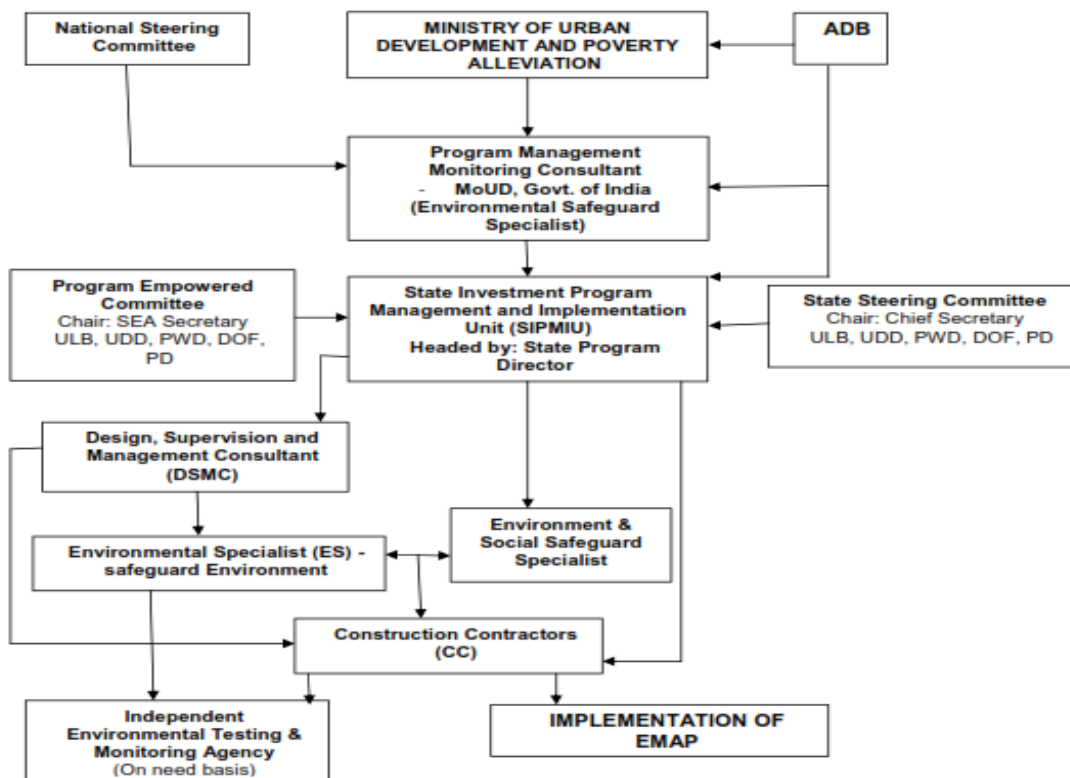 National Steering
Committee
MINISTRY OF URBAN
DEVELOPMENT AND POVERTY
ALLEVIATION
ADB
Program Management
Monitoring Consultant
- MoUD, Govt. of India
(Environmental Safeguard
Specialist)
Program Empowered
Committee
Chair: SEA Secretary
ULB, UDD, PWD, DOF,
PD
State Investment Program
Management and Implementation
Unit (SIPMIU)
Headed by: State Program
Director
State Steering Committee
Chair: Chief Secretary
ULB, UDD, PWD, DOF, PD
Design, Supervision and
Management Consultant
(DSMC)
Environmental Specialist (ES) -
safeguard Environment
Environment &
Social Safeguard
Specialist
Construction Contractors
(CC)
Independent
Environmental Testing &
Monitoring Agency
(On need basis)
IMPLEMENTATION OF
EMAP